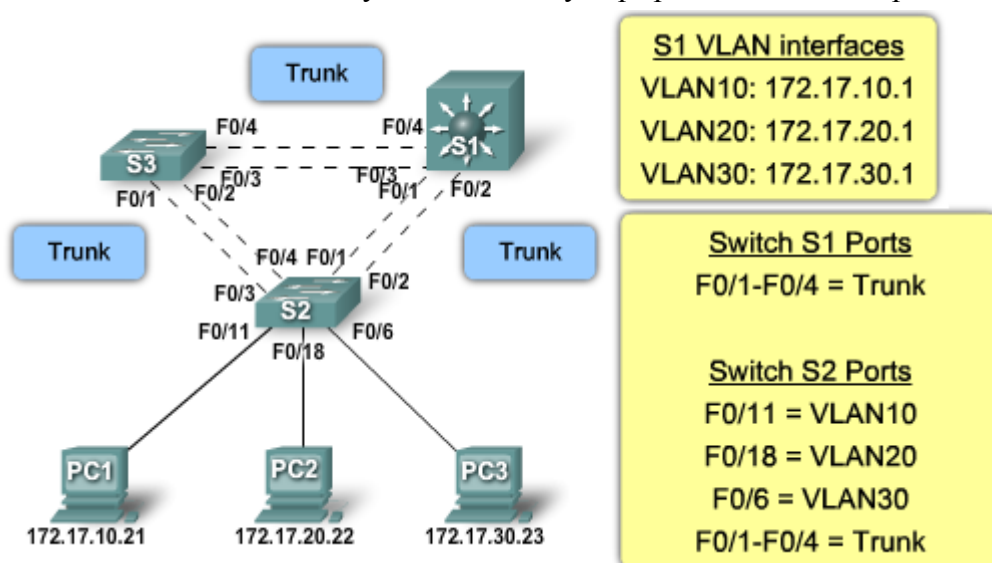 Trunk
F0/4
F0/4
S3
S1
F0/3
F0/3
F0/2
F0/1
F0/1
F0/2
Trunk
Trunk
F0/4
F0/1
F0/3
F0/2
S2
F0/11
F0/6
F0/18
PC1
PC2
PC3
172.17.10.21
172.17.20.22
172.17.30.23
S1 VLAN interfaces
VLAN10: 172.17.10.1
VLAN20: 172.17.20.1
VLAN30: 172.17.30.1
Switch S1 Ports
F0/1-F0/4 = Trunk
Switch S2 Ports
F0/11 = VLAN10
F0/18 = VLAN20
F0/6 = VLAN30
F0/1-F0/4 = Trunk